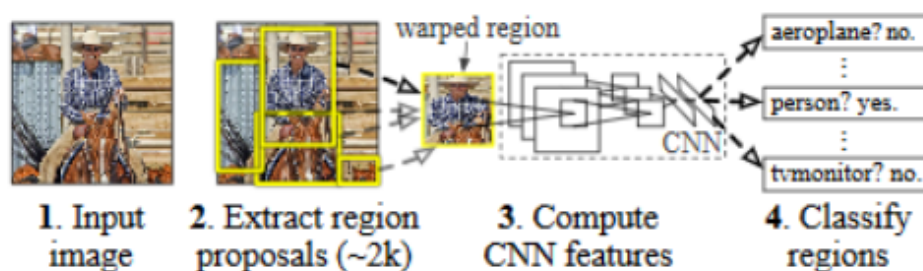 warped region
aeroplane? no.
⋮
person? yes.
⋮
tvmonitor? no.
CNN
1. Input
image
2. Extract region
proposals (~2k)
3. Compute
CNN features
4. Classify
regions